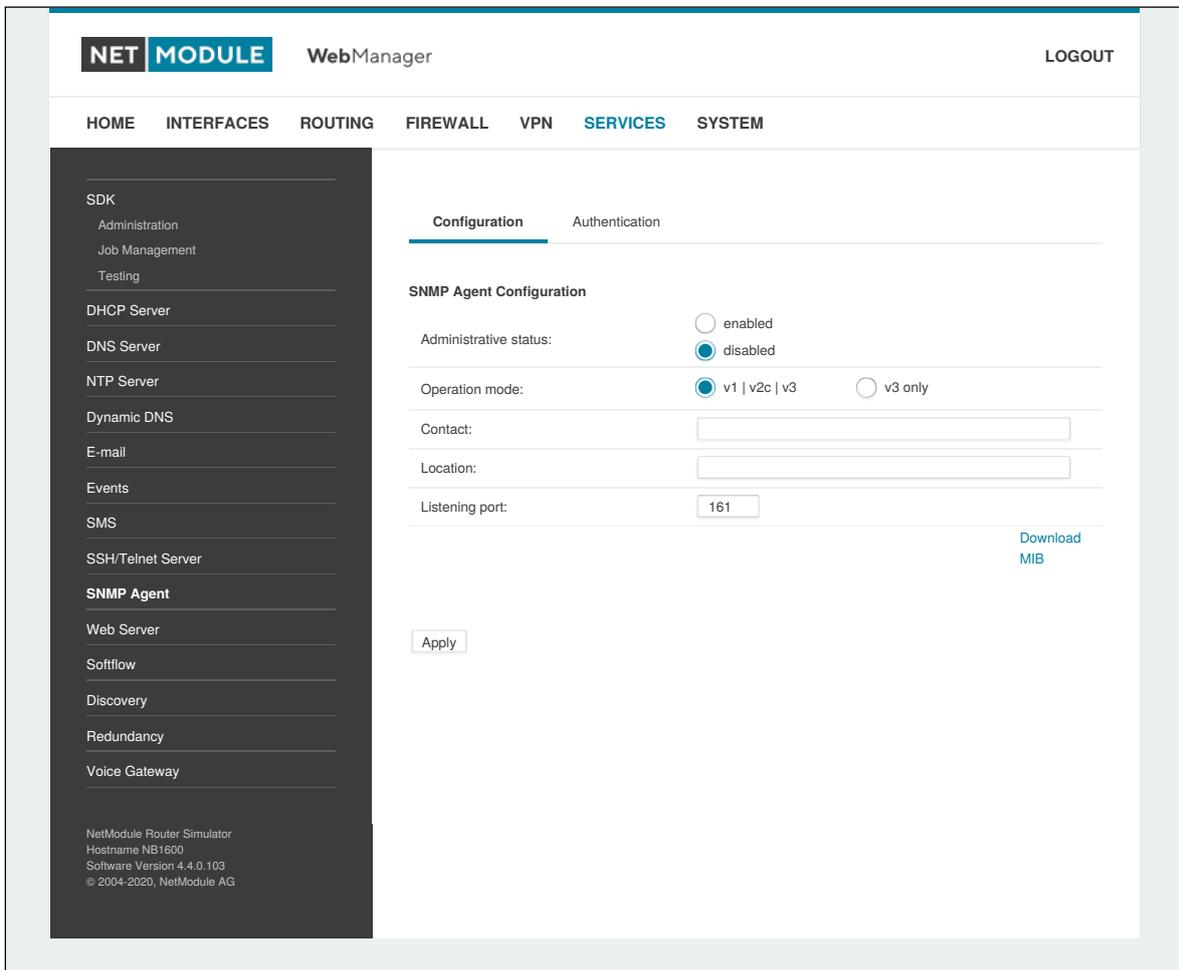 NET MODULE WebManager LOGOUT
HOME INTERFACES ROUTING FIREWALL VPN SERVICES SYSTEM
SDK
Administration
Job Management
Testing
DHCP Server
DNS Server
NTP Server
Dynamic DNS
E-mail
Events
SMS
SSH/Telnet Server
SNMP Agent
Web Server
Softflow
Discovery
Redundancy
Voice Gateway
NetModule Router Simulator
Hostname NB1600
Software Version 4.4.0.103
© 2004-2020, NetModule AG
Configuration Authentication
SNMP Agent Configuration
Administrative status:
enabled
disabled
Operation mode: v1 | v2c | v3 v3 only
Contact:
Location:
Listening port: 161
Download
MIB
Apply